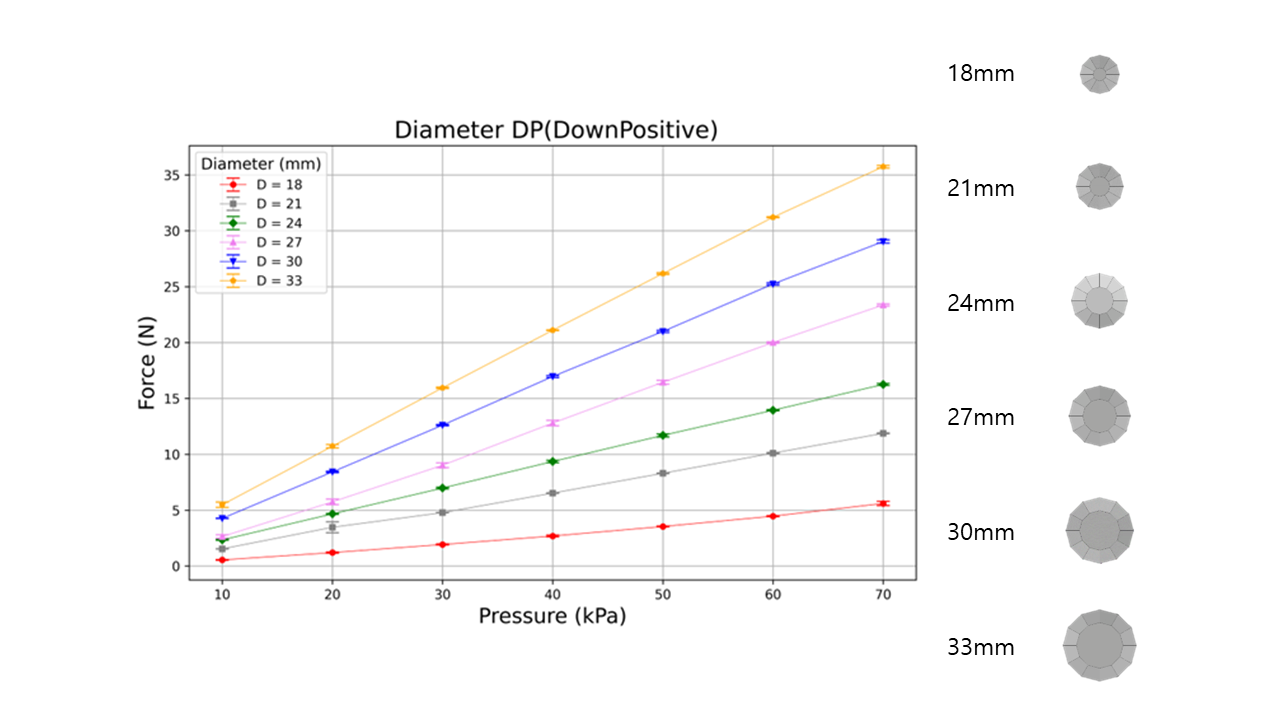 Diameter DP(DownPositive)
Diameter (mm)
D = 18
D = 21
D = 24
D = 27
D = 30
D = 33
35
30
25
20
15
10
5
0
Force (N)
10 20 30 40 50 60 70
Pressure (kPa)
18mm
21mm
24mm
27mm
30mm
33mm